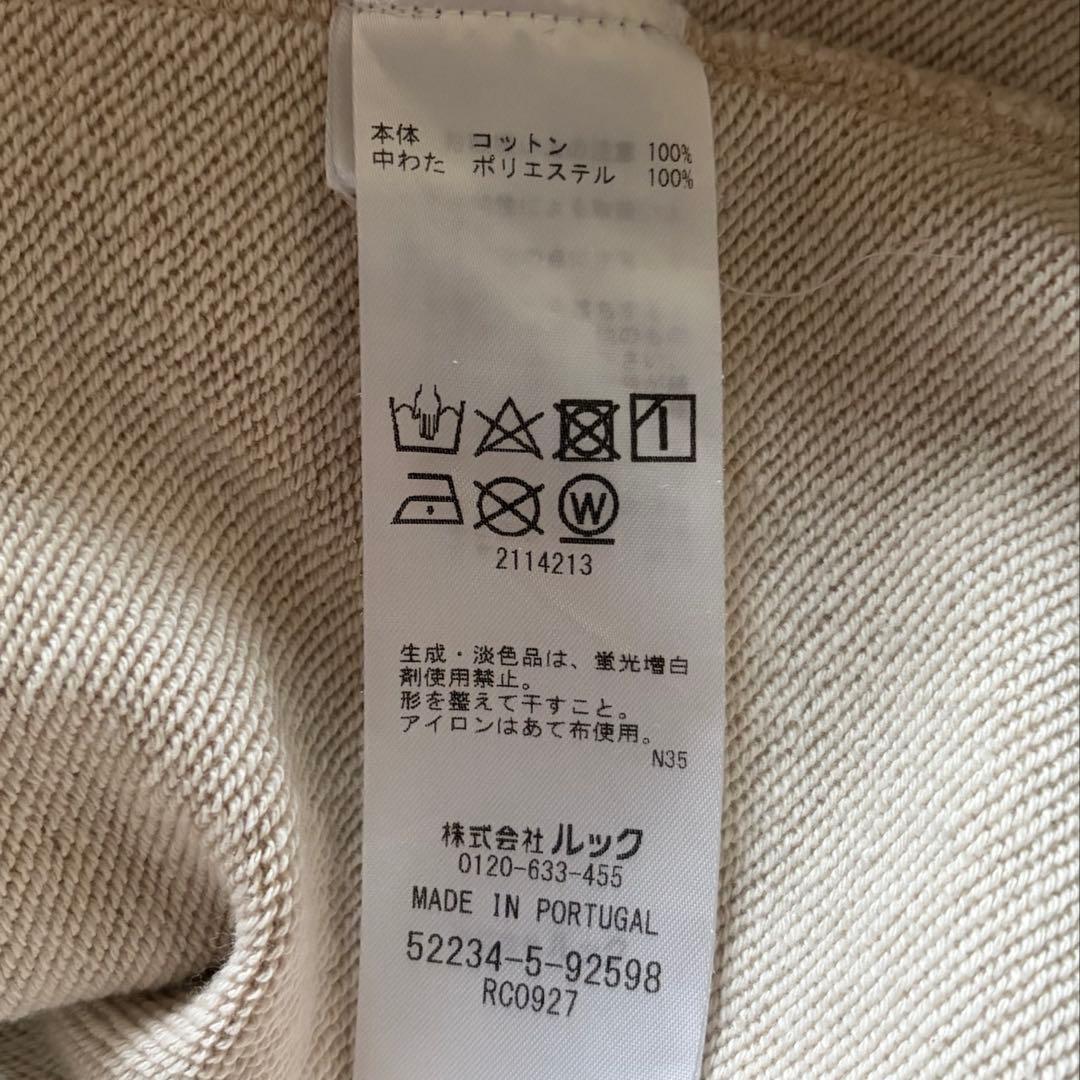 本体 コットン 100%
中わた ポリエステル 100%
W
2114213
生成・淡色品は、蛍光増白
剤使用禁止。
形を整えて干すこと。
アイロンはあて布使用。
N35
株式会社 ルック
0120-633-455
MADE IN PORTUGAL
52234-5-92598
RC0927